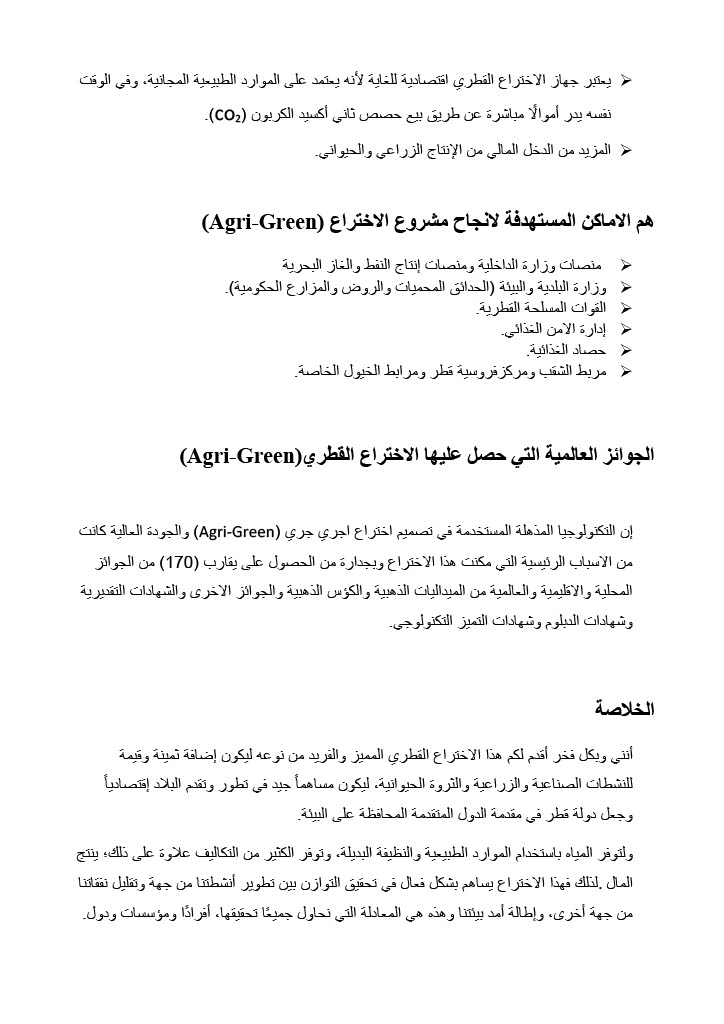 ➢ يعتبر جهاز الاختراع القطري اقتصادية للغاية لأنه يعتمد على الموارد الطبيعية المجانية، وفي الوقت
نفسه يدر أموالًا مباشرة عن طريق بيع حصص ثاني أكسيد الكربون (CO₂).
➢ المزيد من الدخل المالي من الإنتاج الزراعي والحيواني.
هم الاماكن المستهدفة لانجاح مشروع الاختراع (Agri-Green)
➢ منصات وزارة الداخلية ومنصات إنتاج النفط والغاز البحرية
➢ وزارة البلدية والبيئة (الحدائق المحميات والروض والمزارع الحكومية).
➢ القوات المسلحة القطرية.
➢ إدارة الامن الغذائي.
➢ حصاد الغذائية.
➢ مربط الشقب ومركزفروسية قطر ومرابط الخيول الخاصة.
الجوائز العالمية التي حصل عليها الاختراع القطري(Agri-Green)
إن التكنولوجيا المذهلة المستخدمة في تصميم اختراع اجري جري (Agri-Green) والجودة العالية كانت
من الاسباب الرئيسية التي مكنت هذا الاختراع وبجدارة من الحصول على يقارب (170) من الجوائز
المحلية والاقليمية والعالمية من الميداليات الذهبية والكؤس الذهبية والجوائز الاخرى والشهادات التقديرية
وشهادات الدبلوم وشهادات التميز التكنولوجي.
الخلاصة
أنني وبكل فخر أقدم لكم هذا الاختراع القطري المميز والفريد من نوعه ليكون إضافة ثمينة وقيمة
للنشطات الصناعية والزراعية والثروة الحيوانية، ليكون مساهماً جيد في تطور وتقدم البلاد إقتصادياً
وجعل دولة قطر في مقدمة الدول المتقدمة المحافظة على البيئة.
ولتوفر المياه باستخدام الموارد الطبيعية والنظيفة البديلة، وتوفر الكثير من التكاليف علاوة على ذلك؛ ينتج
المال .لذلك فهذا الاختراع يساهم بشكل فعال في تحقيق التوازن بين تطوير أنشطتنا من جهة وتقليل نفقاتنا
من جهة أخرى، وإطالة أمد بيئتنا وهذه هي المعادلة التي نحاول جميعًا تحقيقها، أفرادًا ومؤسسات ودول.